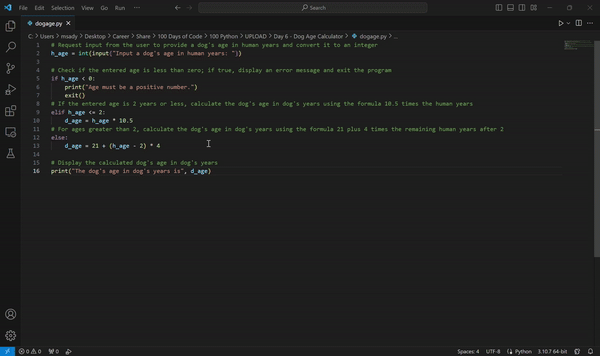 File Edit Selection View Go Run ···
Search
dogage.py
C: > Users > msady > Desktop > Career > Share > 100 Days of Code > 100 Python > UPLOAD > Day 6 - Dog Age Calculator > dogage.py > ...
1 # Request input from the user to provide a dog's age in human years and convert it to an integer
2 h_age = int(input("Input a dog's age in human years: "))
3
4 # Check if the entered age is less than zero; if true, display an error message and exit the program
5 if h_age < 0:
6 print("Age must be a positive number.")
7 exit()
8 # If the entered age is 2 years or less, calculate the dog's age in dog's years using the formula 10.5 times the human years
9 elif h_age <= 2:
10 d_age = h_age * 10.5
11 # For ages greater than 2, calculate the dog's age in dog's years using the formula 21 plus 4 times the remaining human years after 2
12 else:
13 d_age = 21 + (h_age - 2) * 4
14
15 # Display the calculated dog's age in dog's years
16 print("The dog's age in dog's years is", d_age)
0 0 0 Spaces: 4 UTF-8 Python 3.10.7 64-bit